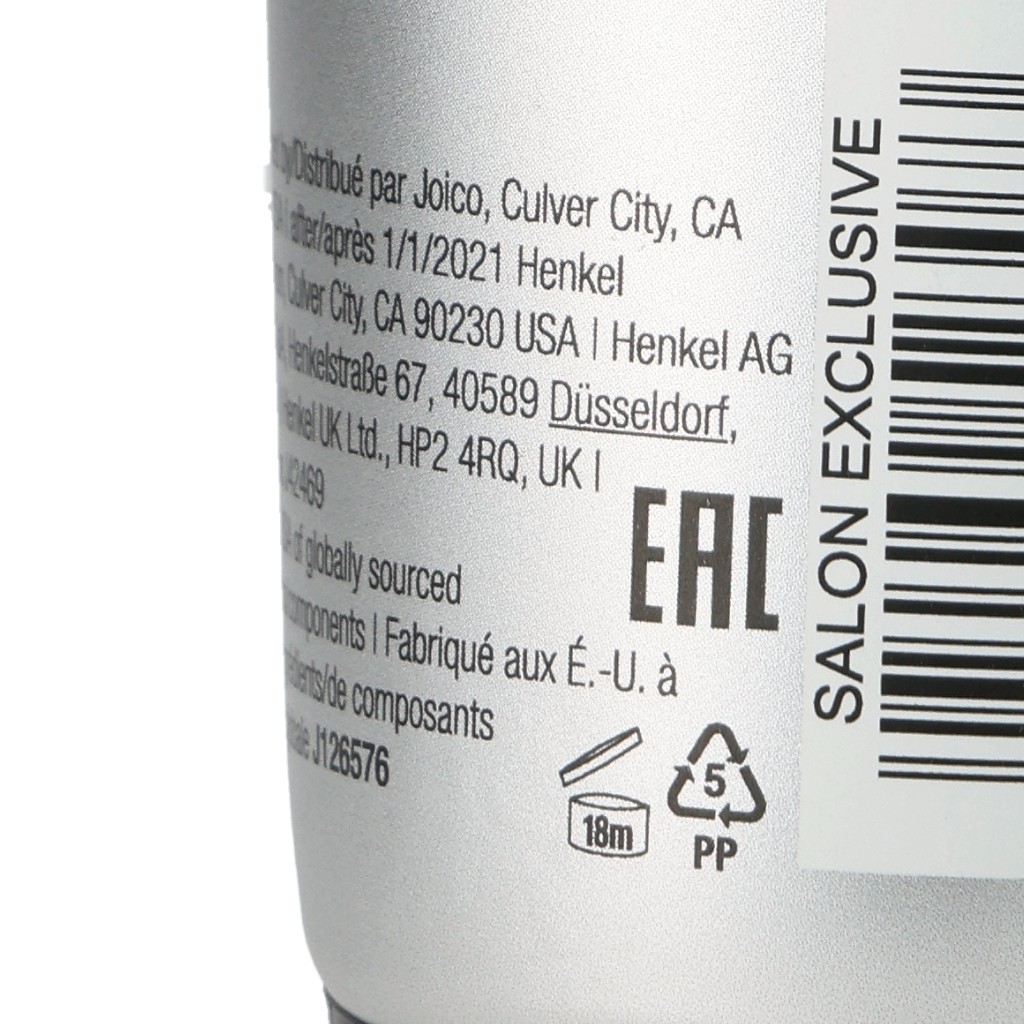 by/Distribué par Joico, Culver City, CA
after/après 1/1/2021 Henkel
Culver City, CA 90230 USA | Henkel AG
Henkelstraße 67, 40589 Düsseldorf,
Henkel UK Ltd., HP2 4RQ, UK |
42469
of globally sourced
components | Fabriqué aux É.-U. à
/de composants
J126576
EAC
18m
5
PP
SALON EXCLUSIVE